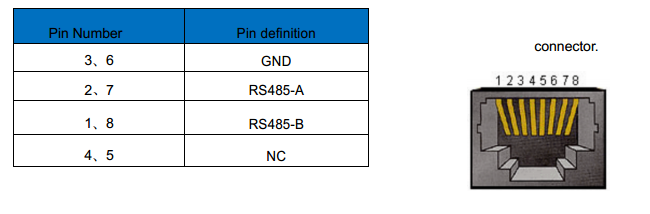 Pin Number Pin definition
3、6 GND
2、7 RS485-A
1、8 RS485-B
4、5 NC
connector.
1 2 3 4 5 6 7 8